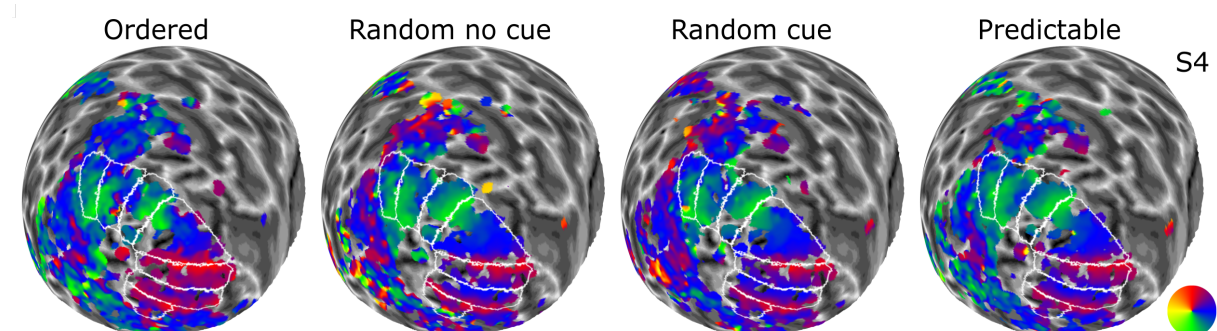 Ordered
Random no cue
Random cue
Predictable
S4